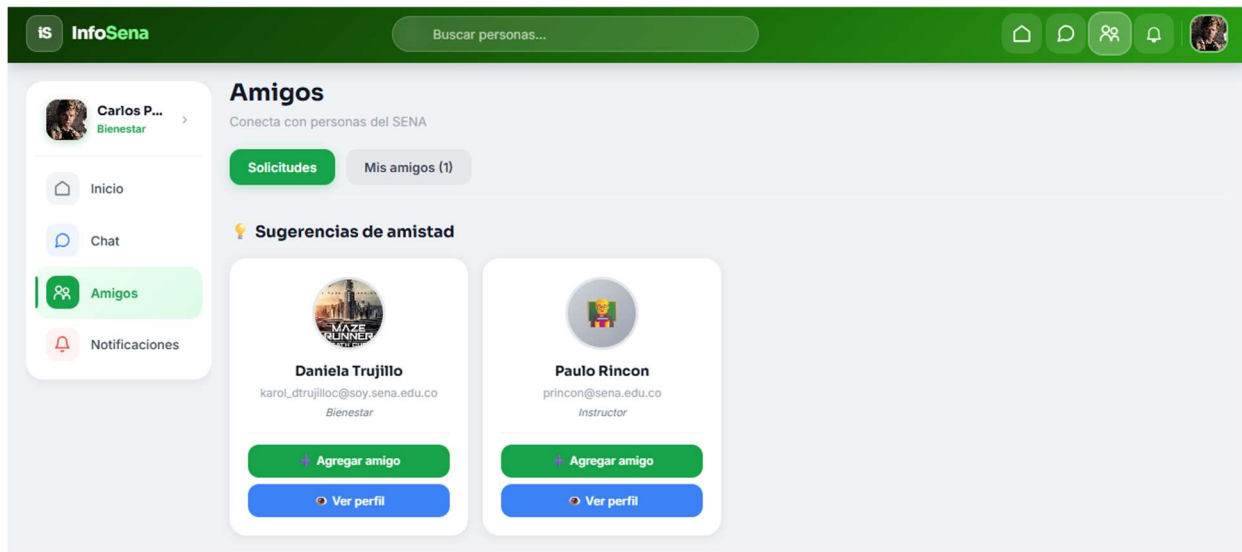 iS InfoSena
Buscar personas...
Carlos P...
Bienestar
Inicio
Chat
Amigos
Notificaciones
Amigos
Conecta con personas del SENA
Solicitudes
Mis amigos (1)
Sugerencias de amistad
MAZE
RUNNER
Daniela Trujillo
karol_dtrujilloc@soy.sena.edu.co
Bienestar
Agregar amigo
Ver perfil
Paulo Rincon
princon@sena.edu.co
Instructor
Agregar amigo
Ver perfil